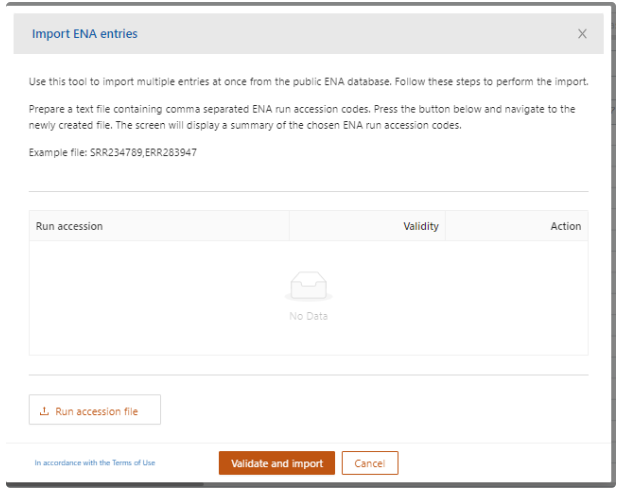 Import ENA entries
Use this tool to import multiple entries at once from the public ENA database. Follow these steps to perform the import.
Prepare a text file containing comma separated ENA run accession codes. Press the button below and navigate to the
newly created file. The screen will display a summary of the chosen ENA run accession codes.
Example file: SRR234789,ERR283947
Run accession Validity Action
No Data
Run accession file
In accordance with the Terms of Use Validate and import Cancel